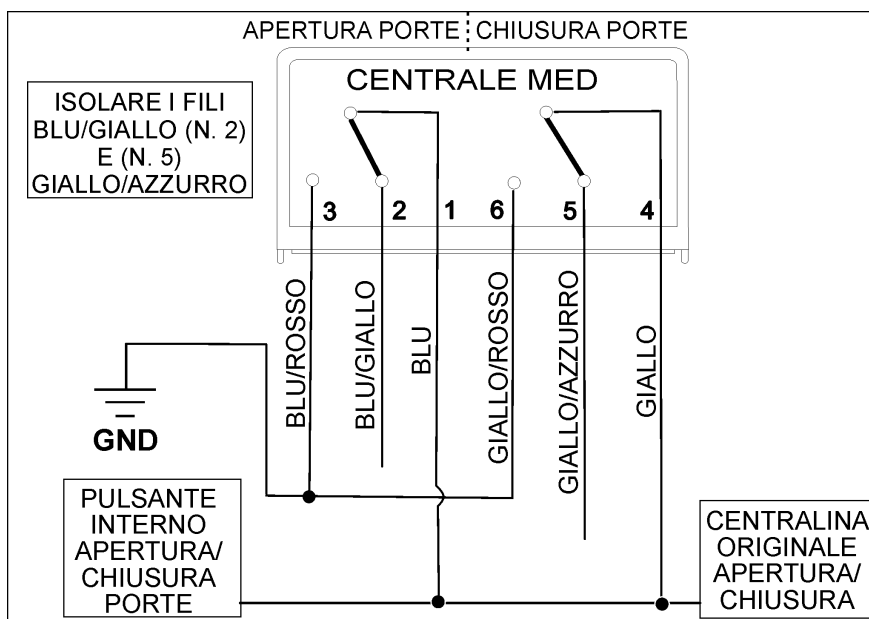 APERTURA PORTE CHIUSURA PORTE
CENTRALE MED
ISOLARE I FILI
BLU/GIALLO (N. 2)
E (N. 5)
GIALLO/AZZURRO
3 2 1 6 5 4
BLU/ROSSO
BLU/GIALLO
BLU
GIALLO/ROSSO
GIALLO/AZZURRO
GIALLO
GND
PULSANTE
INTERNO
APERTURA/
CHIUSURA
PORTE
CENTRALINA
ORIGINALE
APERTURA/
CHIUSURA